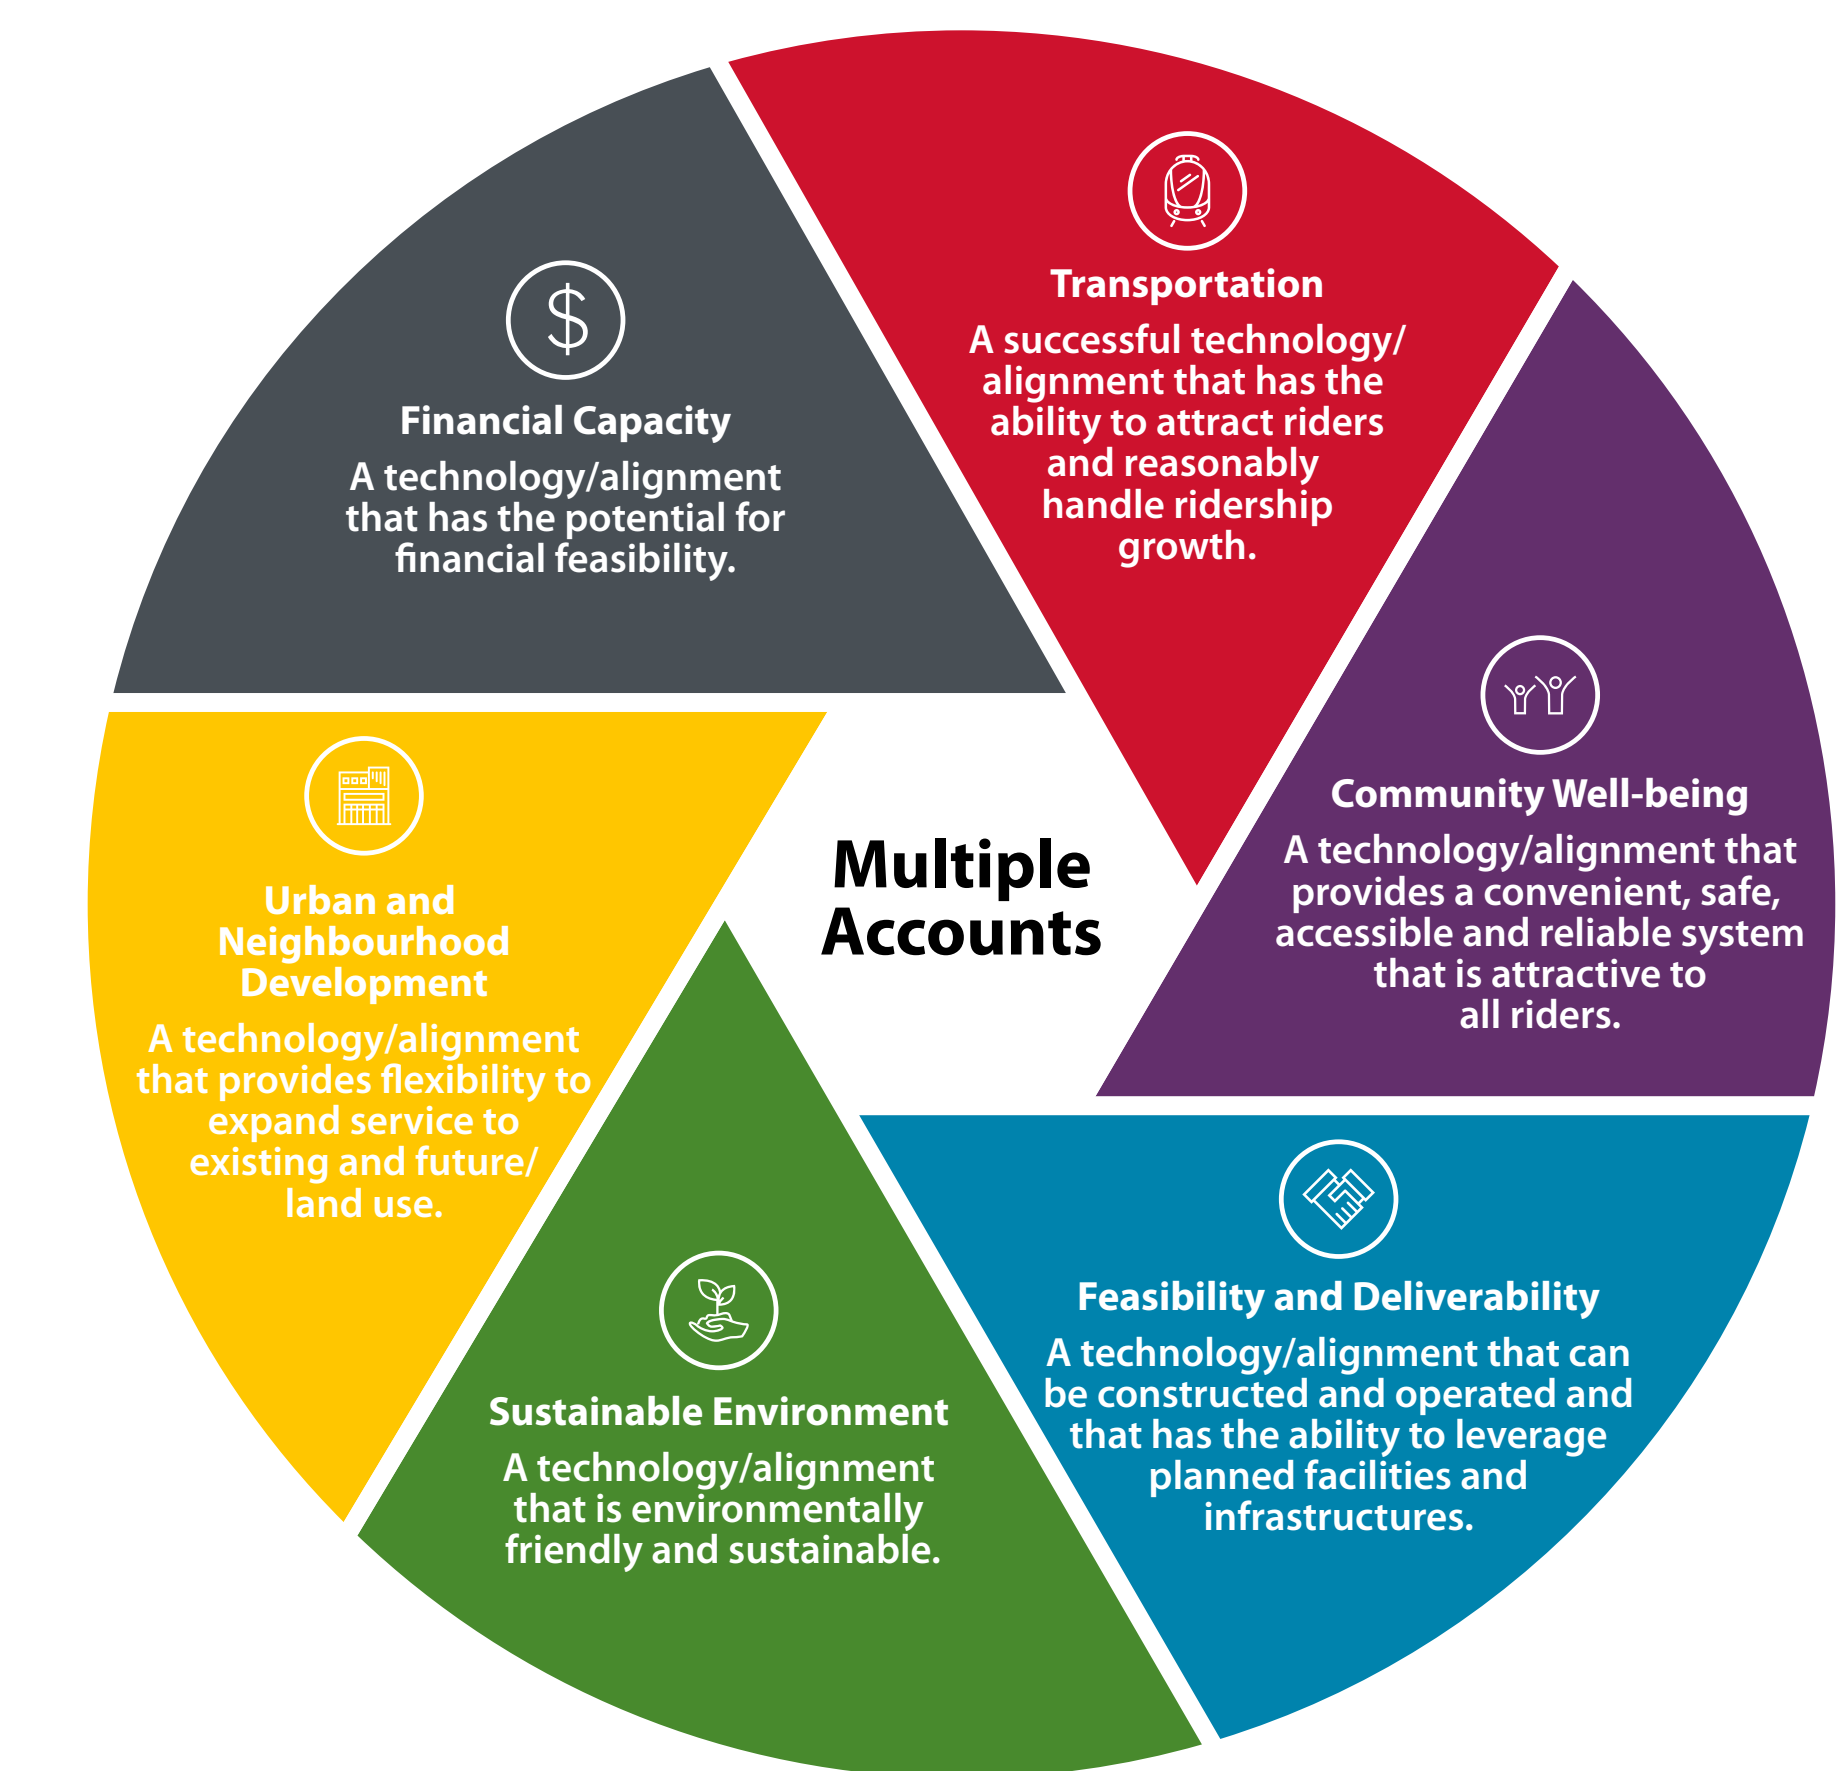 $
Financial Capacity
A technology/alignment
that has the potential for
financial feasibility.
Transportation
A successful technology/
alignment that has the
ability to attract riders
and reasonably
handle ridership
growth.
Community Well-being
A technology/alignment that
provides a convenient, safe,
accessible and reliable system
that is attractive to
all riders.
Multiple
Accounts
Urban and
Neighbourhood
Development
A technology/alignment
that provides flexibility to
expand service to
existing and future/
land use.
Feasibility and Deliverability
A technology/alignment that can
be constructed and operated and
that has the ability to leverage
planned facilities and
infrastructures.
Sustainable Environment
A technology/alignment
that is environmentally
friendly and sustainable.